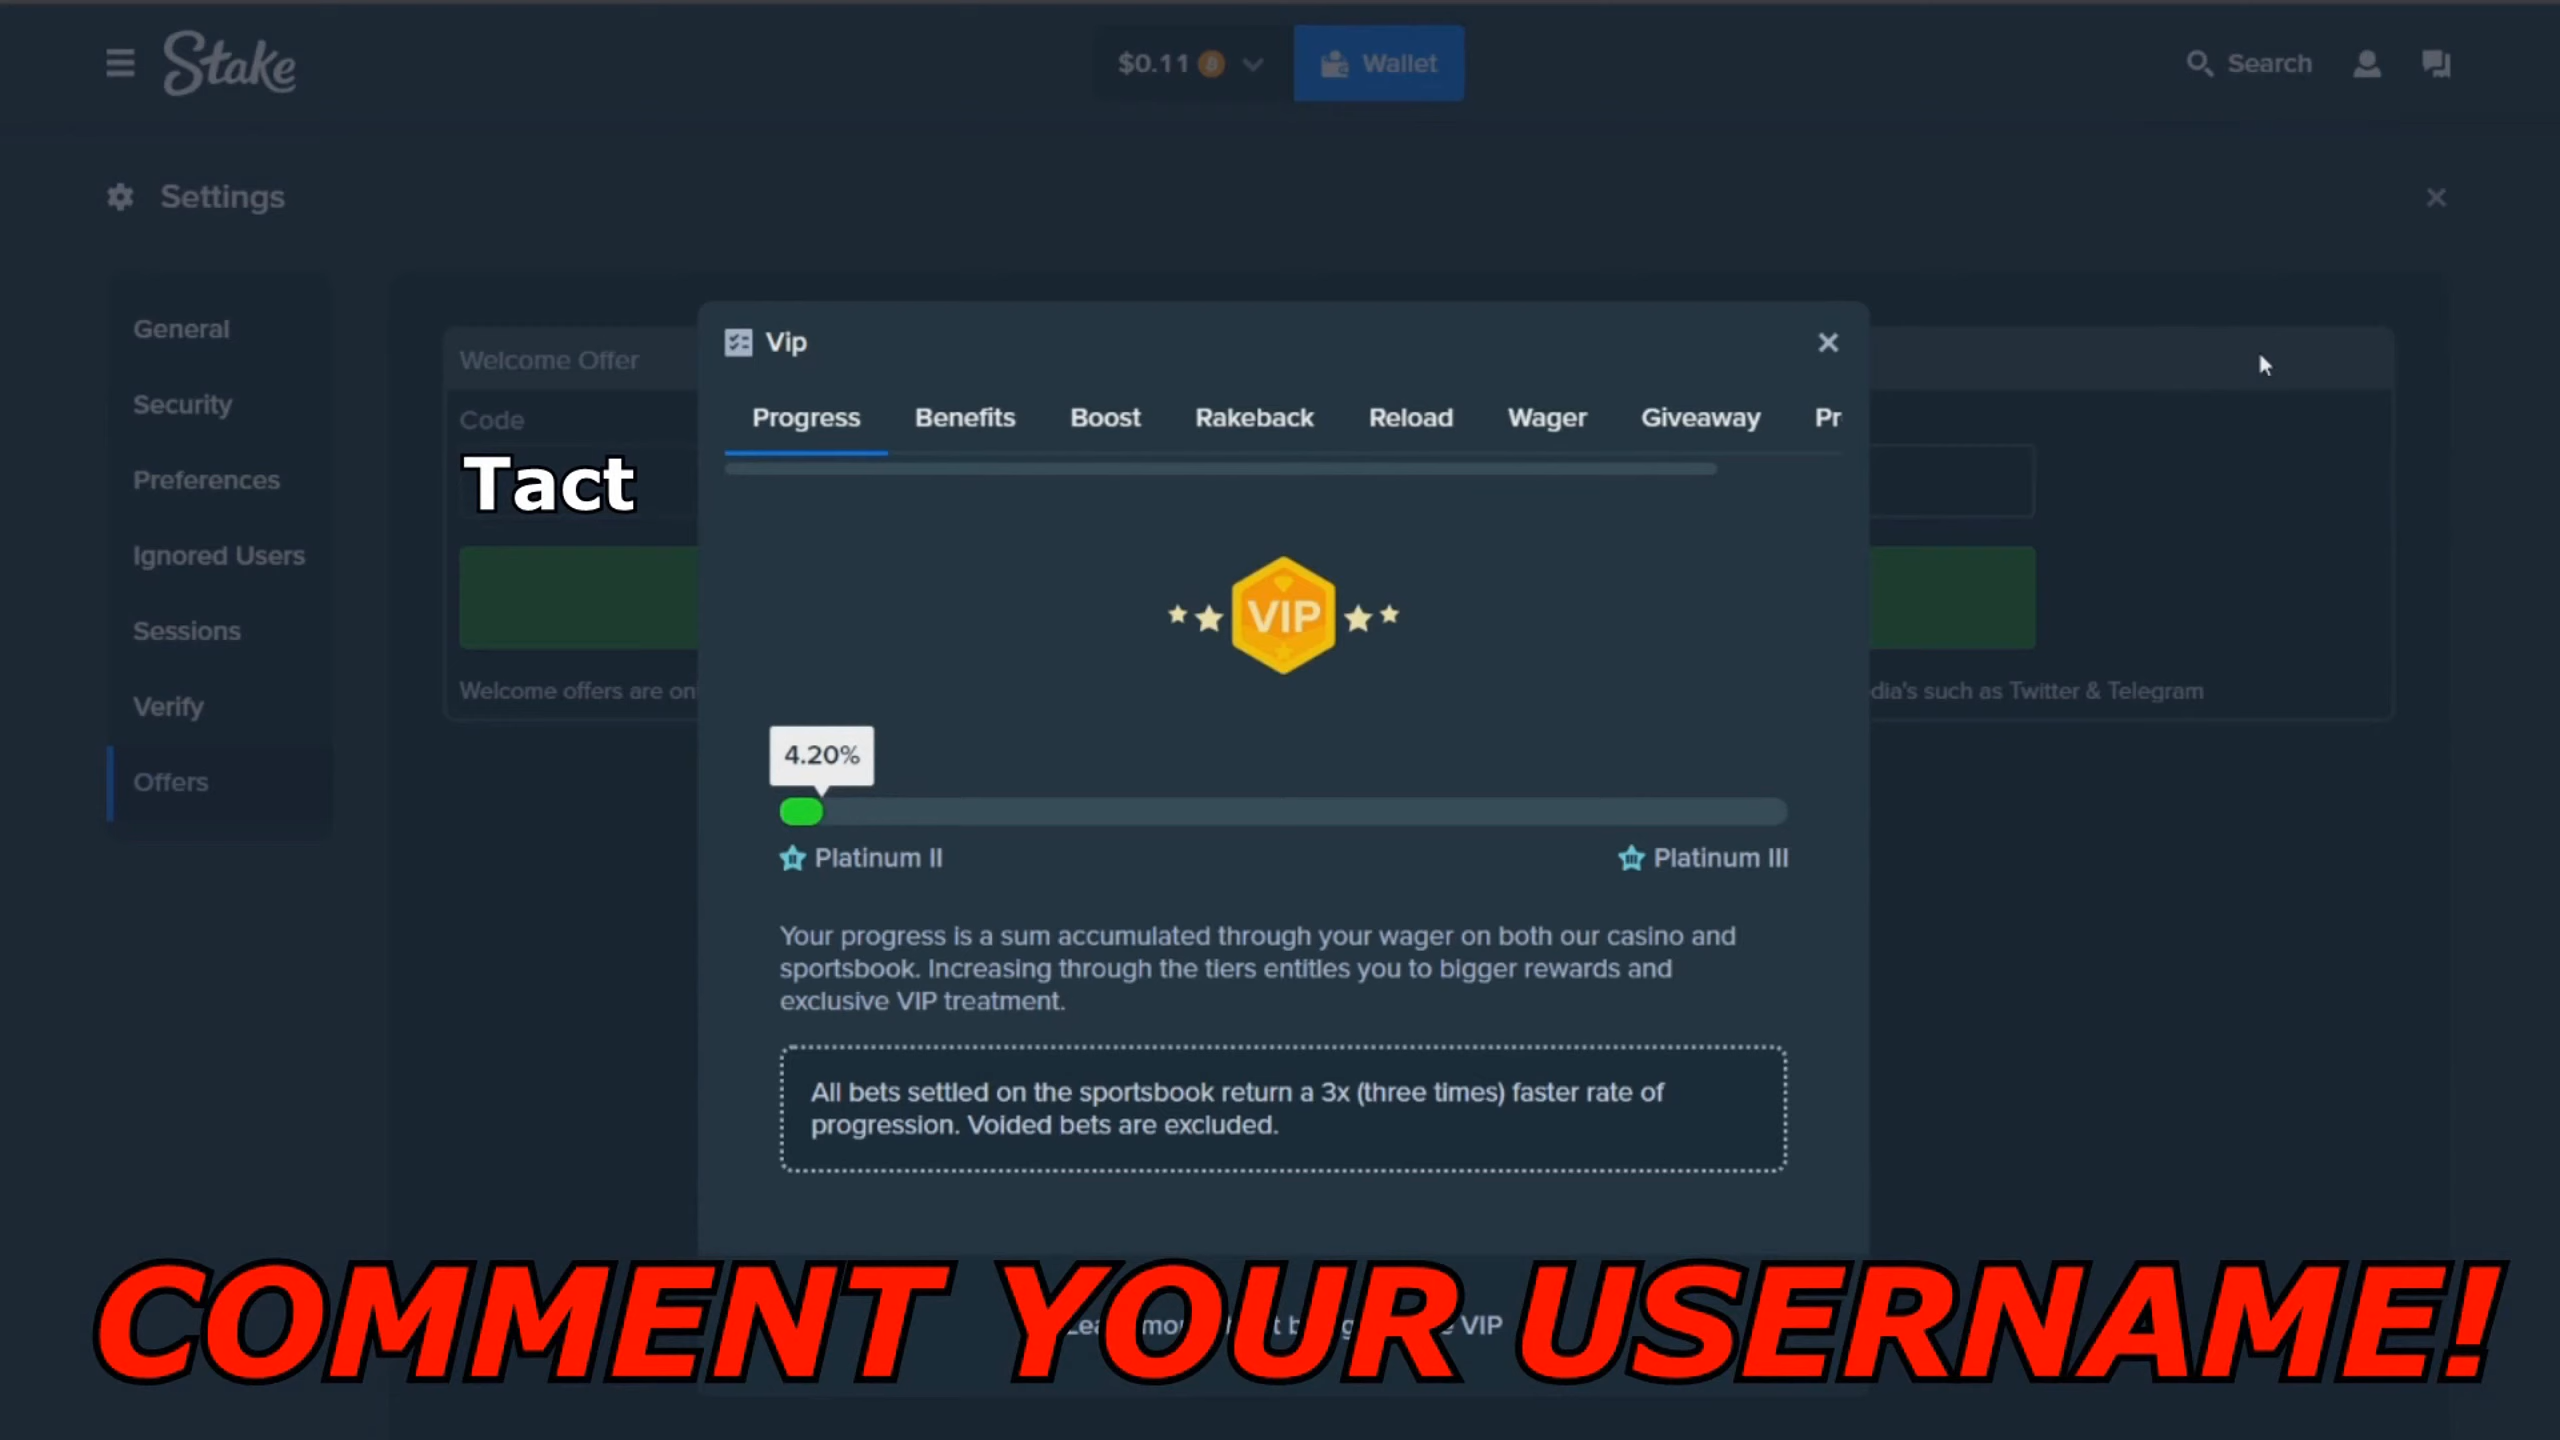 Stake
$0.11
Wallet
Search
Settings
General
Security
Preferences
Ignored Users
Sessions
Verify
Offers
Welcome Offer
Code
Tact
Welcome offers are
dia's such as Twitter & Telegram
Vip
Progress Benefits Boost Rakeback Reload Wager Giveaway Pr
VIP
4.20%
Platinum II
Platinum III
Your progress is a sum accumulated through your wager on both our casino and
sportsbook. Increasing through the tiers entitles you to bigger rewards and
exclusive VIP treatment.
All bets settled on the sportsbook return a 3x (three times) faster rate of
progression. Voided bets are excluded.
VIP
COMMENT YOUR USERNAME!